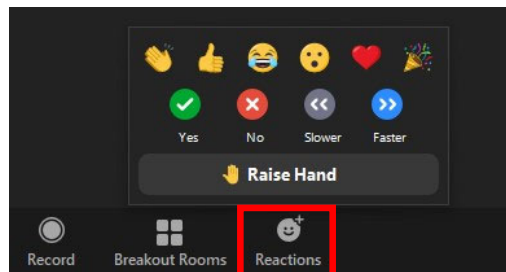 Yes No Slower Faster
Raise Hand
Record Breakout Rooms Reactions